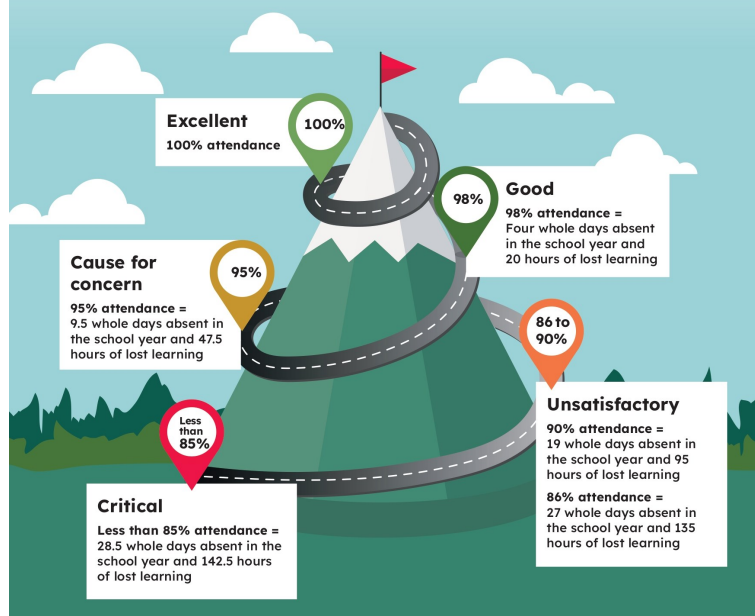 Excellent
100% attendance
100%
98%
Good
98% attendance =
Four whole days absent
in the school year and
20 hours of lost learning
Cause for
concern
95% attendance =
9.5 whole days absent in
the school year and 47.5
hours of lost learning
95%
86 to
90%
Unsatisfactory
90% attendance =
19 whole days absent in
the school year and 95
hours of lost learning
86% attendance =
27 whole days absent in
the school year and 135
hours of lost learning
Less
than
85%
Critical
Less than 85% attendance =
28.5 whole days absent in the
school year and 142.5 hours
of lost learning